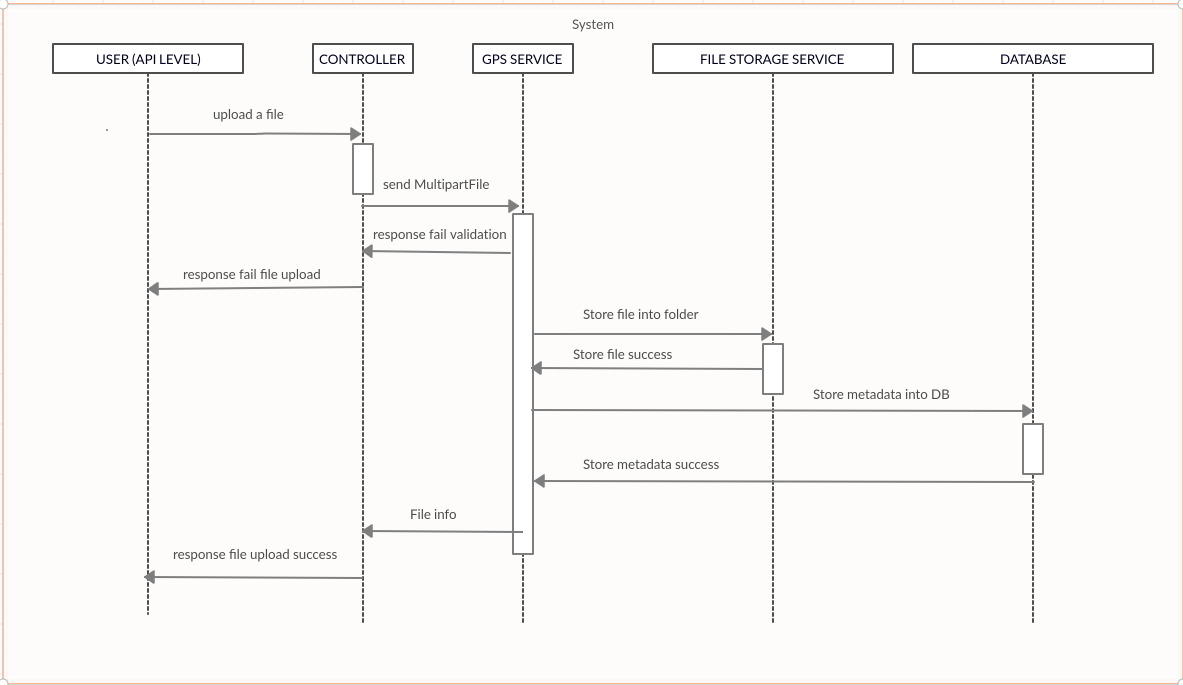 System
USER (API LEVEL)
CONTROLLER
GPS SERVICE
FILE STORAGE SERVICE
DATABASE
upload a file
send MultipartFile
response fail validation
response fail file upload
Store file into folder
Store file success
Store metadata into DB
Store metadata success
File info
response file upload success